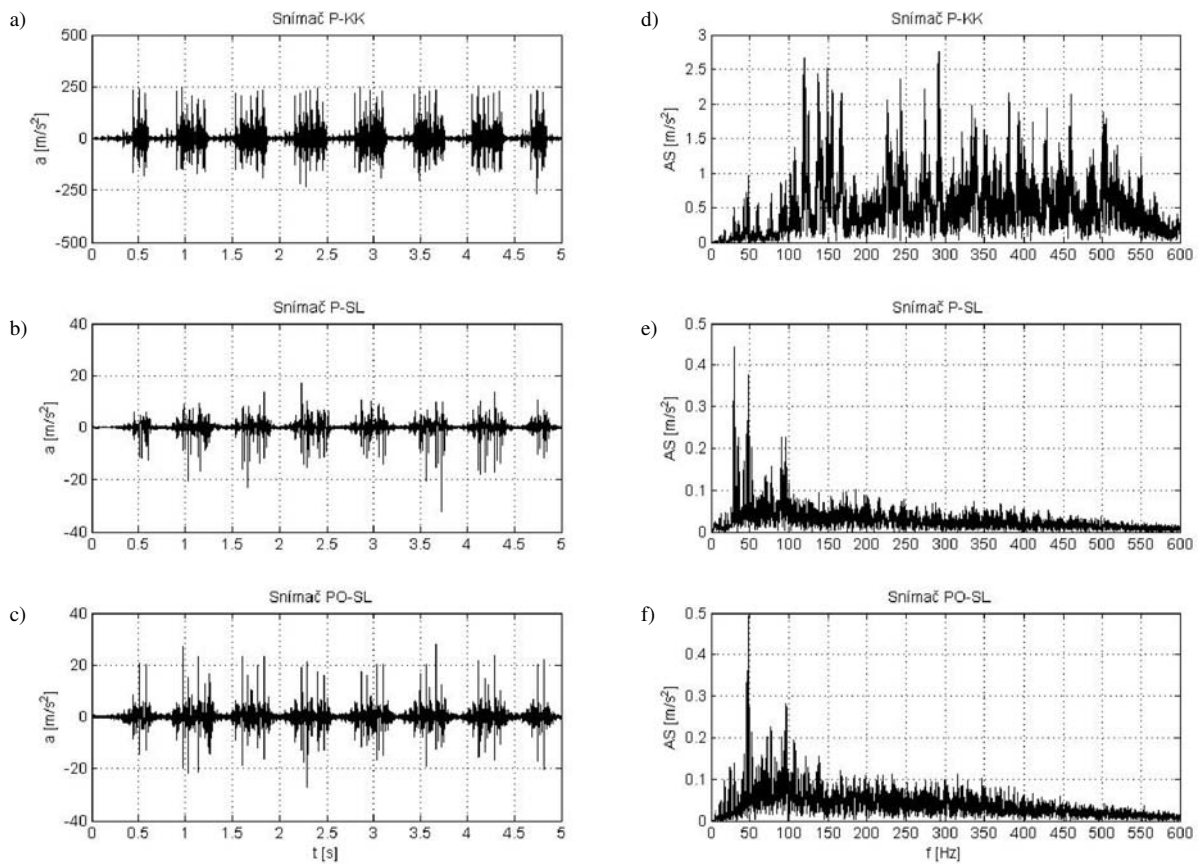 a)
Snímač P-KK
a [m/s²]
500
250
0
-250
-500
0 0.5 1 1.5 2 2.5 3 3.5 4 4.5 5
b)
Snímač P-SL
a [m/s²]
40
20
0
-20
-40
0 0.5 1 1.5 2 2.5 3 3.5 4 4.5 5
c)
Snímač PO-SL
a [m/s²]
40
20
0
-20
-40
0 0.5 1 1.5 2 2.5 3 3.5 4 4.5 5
t [s]
d)
Snímač P-KK
AS [m/s²]
3
2.5
2
1.5
1
0.5
0
0 50 100 150 200 250 300 350 400 450 500 550 600
e)
Snímač P-SL
AS [m/s²]
0.5
0.4
0.3
0.2
0.1
0
0 50 100 150 200 250 300 350 400 450 500 550 600
f)
Snímač PO-SL
AS [m/s²]
0.5
0.4
0.3
0.2
0.1
0
0 50 100 150 200 250 300 350 400 450 500 550 600
f [Hz]